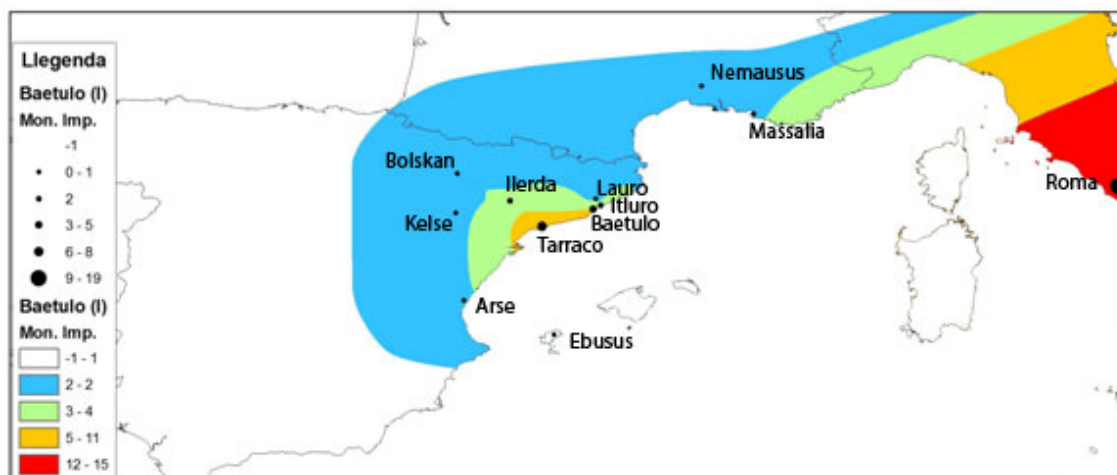 Llegenda
Baetulo (I)
Mon. Imp.
-1
0 - 1
2
3 - 5
6 - 8
9 - 19
Baetulo (I)
Mon. Imp.
-1 - 1
2 - 2
3 - 4
5 - 11
12 - 15
Nemausus
Massalia
Bolskan
Ilerda
Lauro
Itluro
Roma
Kelse
Baetulo
Tarraco
Arse
Ebusus